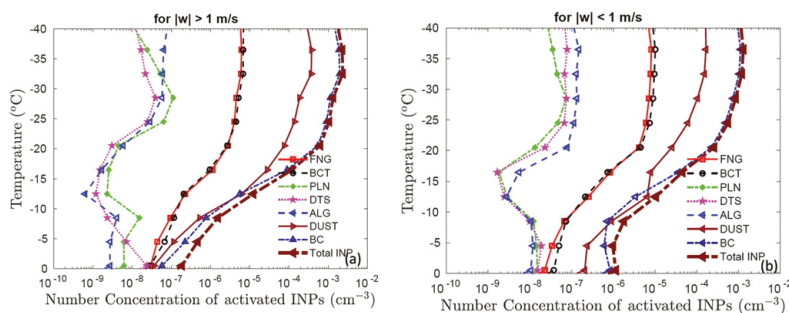 for |w| > 1 m/s
-40
-35
-30
-25
-20
-15
-10
-5
0
Temperature (°C)
FNG
BCT
PLN
DTS
ALG
DUST
BC
Total INP
(a)
10⁻⁹ 10⁻⁸ 10⁻⁷ 10⁻⁶ 10⁻⁵ 10⁻⁴ 10⁻³ 10⁻²
Number Concentration of activated INPs (cm⁻³)
for |w| < 1 m/s
-40
-35
-30
-25
-20
-15
-10
-5
0
Temperature (°C)
FNG
BCT
PLN
DTS
ALG
DUST
BC
Total INP
(b)
10⁻¹⁰ 10⁻⁹ 10⁻⁸ 10⁻⁷ 10⁻⁶ 10⁻⁵ 10⁻⁴ 10⁻³ 10⁻²
Number Concentration of activated INPs (cm⁻³)